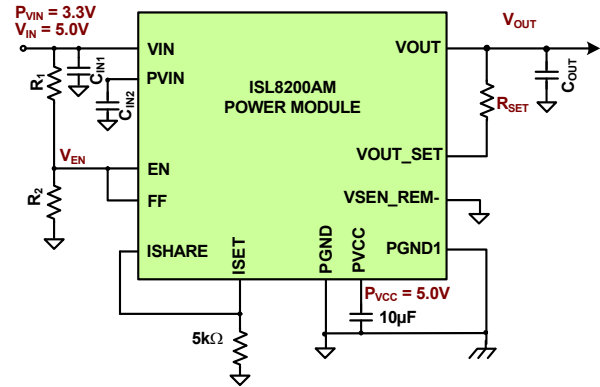 PVIN = 3.3V
VIN = 5.0V
VOUT
VIN
VOUT
R1
CIN1
PVIN
CIN2
ISL8200AM
POWER MODULE
RSET
COUT
VEN
EN
VOUT_SET
R2
FF
VSEN_REM-
ISHARE
ISET
PGND
PVCC
PGND1
PVCC = 5.0V
10µF
5kΩ